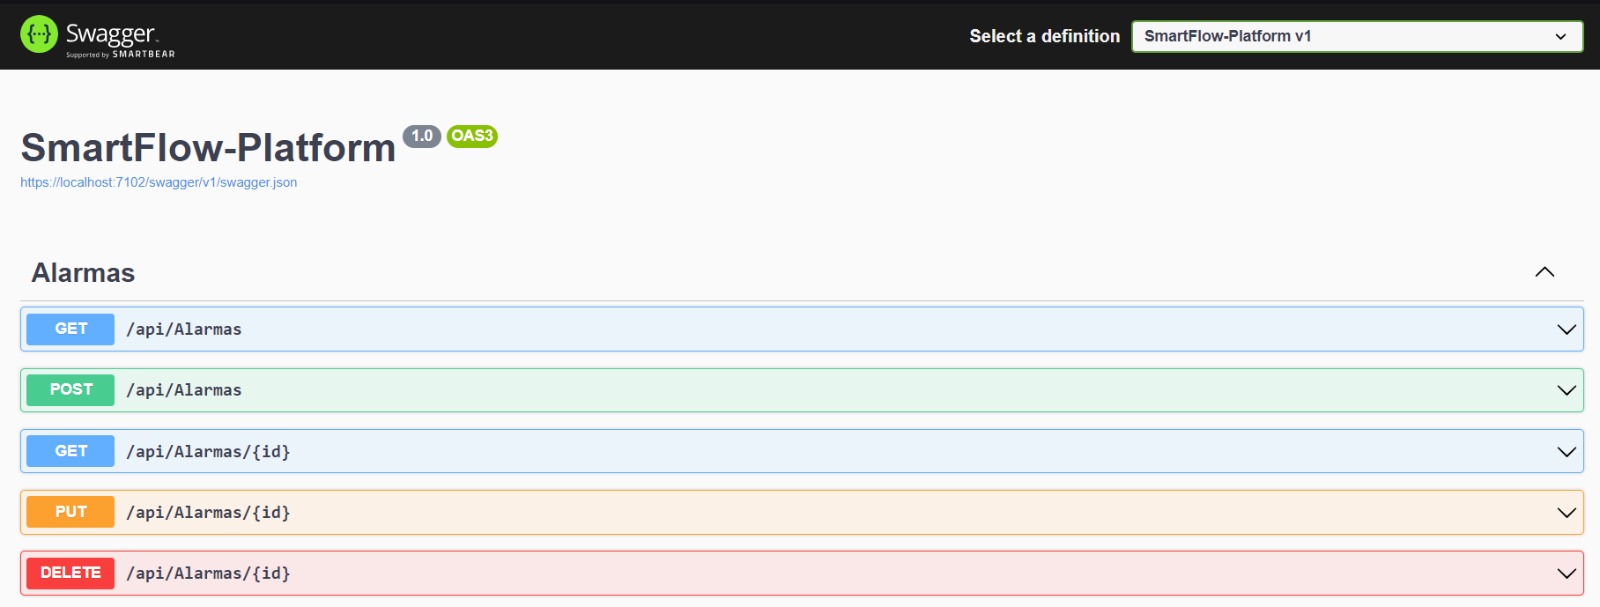 Swagger
Supported by SMARTBEAR
Select a definition
SmartFlow-Platform v1
SmartFlow-Platform 1.0 OAS3
https://localhost:7102/swagger/v1/swagger.json
Alarmas
GET /api/Alarmas
POST /api/Alarmas
GET /api/Alarmas/{id}
PUT /api/Alarmas/{id}
DELETE /api/Alarmas/{id}